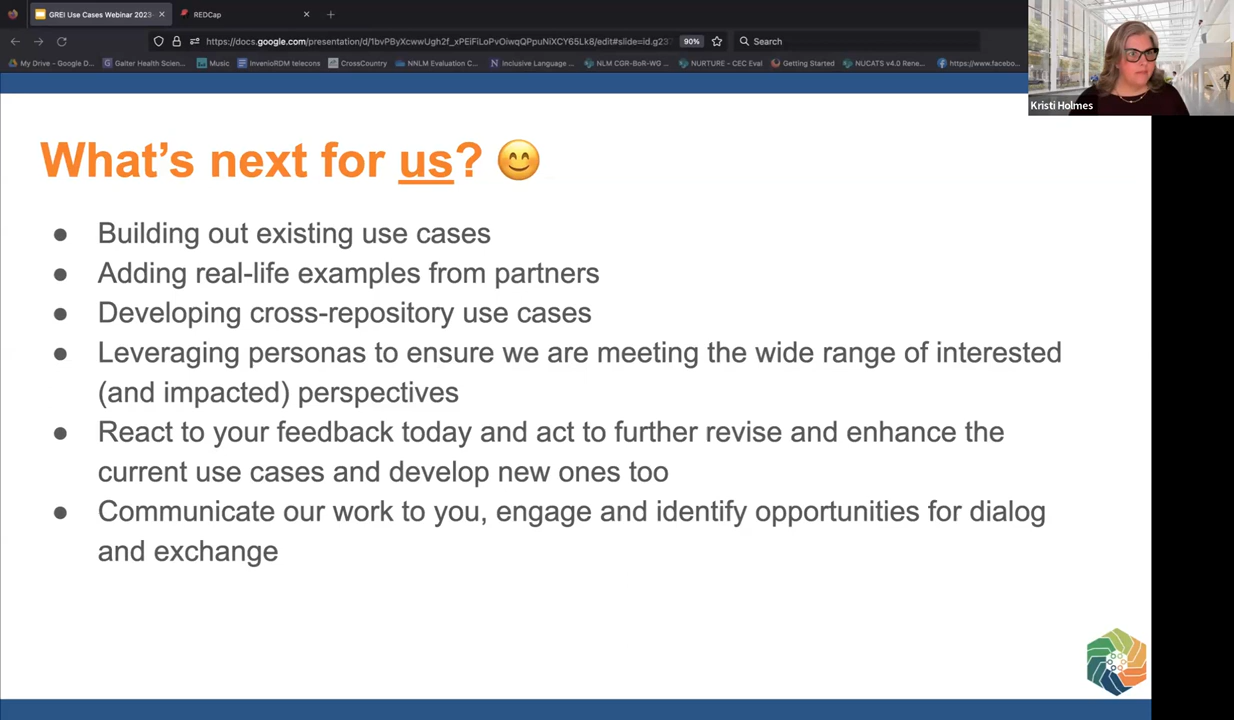 GREI Use Cases Webinar 2023-
REDCap
https://docs.google.com/presentation/d/1bvPByXcwwUgh2f_xPEiFiLoPvOiwqQPpuNiXCY65Lk8/edit#slide=id.g23
90%
Search
My Drive - Google D...
Galter Health Scien...
Music
InvenioRDM telecons
CrossCountry
NNLM Evaluation C...
Inclusive Language ...
NLM CGR-BoR-WG ...
NURTURE - CEC Eval
Getting Started
NUCATS v4.0 Rene...
https://www.facebo...
Kristi Holmes
What's next for us? 😊
● Building out existing use cases
● Adding real-life examples from partners
● Developing cross-repository use cases
● Leveraging personas to ensure we are meeting the wide range of interested
(and impacted) perspectives
● React to your feedback today and act to further revise and enhance the
current use cases and develop new ones too
● Communicate our work to you, engage and identify opportunities for dialog
and exchange